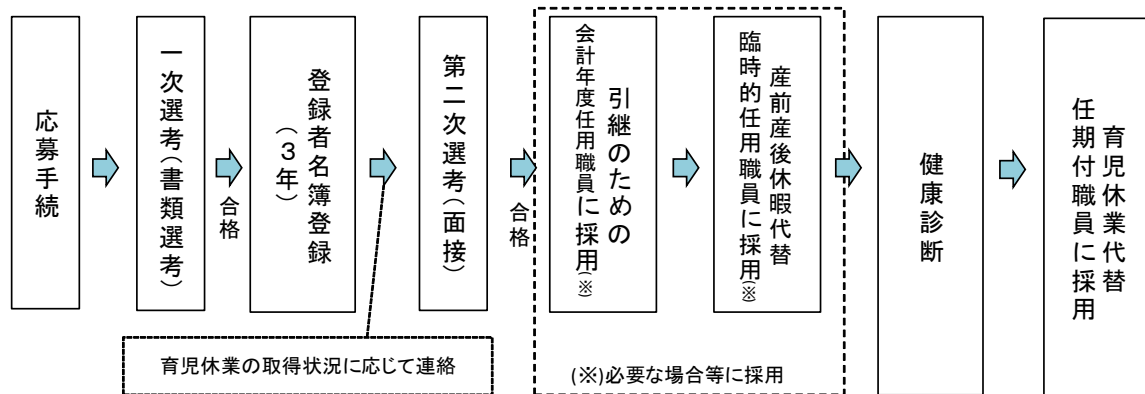 応募手続
一次選考(書類選考)
合格
登録者名簿登録
(3年)
育児休業の取得状況に応じて連絡
第二次選考(面接)
合格
引継のための
会計年度任用職員に採用(※)
産前産後休暇代替
臨時的任用職員に採用(※)
(※)必要な場合等に採用
健康診断
育児休業代替
任期付職員に採用